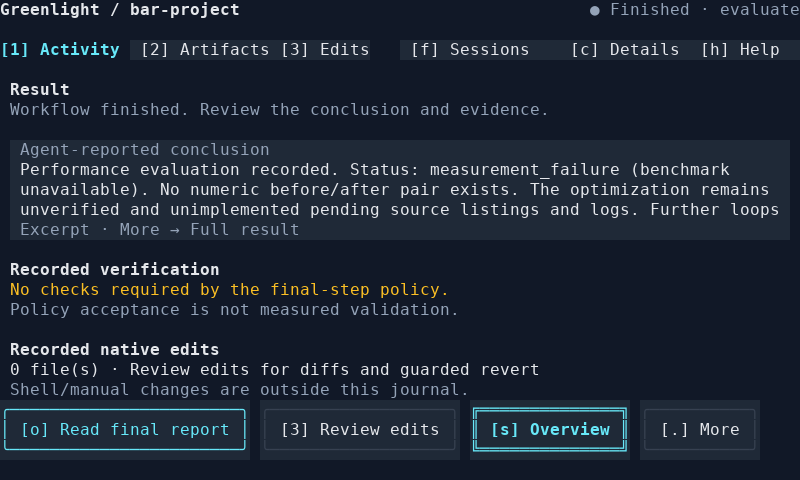 Greenlight / bar-project ● Finished · evaluate
[1] Activity [2] Artifacts [3] Edits [f] Sessions [c] Details [h] Help
Result
Workflow finished. Review the conclusion and evidence.
Agent-reported conclusion
Performance evaluation recorded. Status: measurement_failure (benchmark
unavailable). No numeric before/after pair exists. The optimization remains
unverified and unimplemented pending source listings and logs. Further loops
Excerpt · More → Full result
Recorded verification
No checks required by the final-step policy.
Policy acceptance is not measured validation.
Recorded native edits
0 file(s) · Review edits for diffs and guarded revert
Shell/manual changes are outside this journal.
[o] Read final report [3] Review edits [s] Overview [.] More